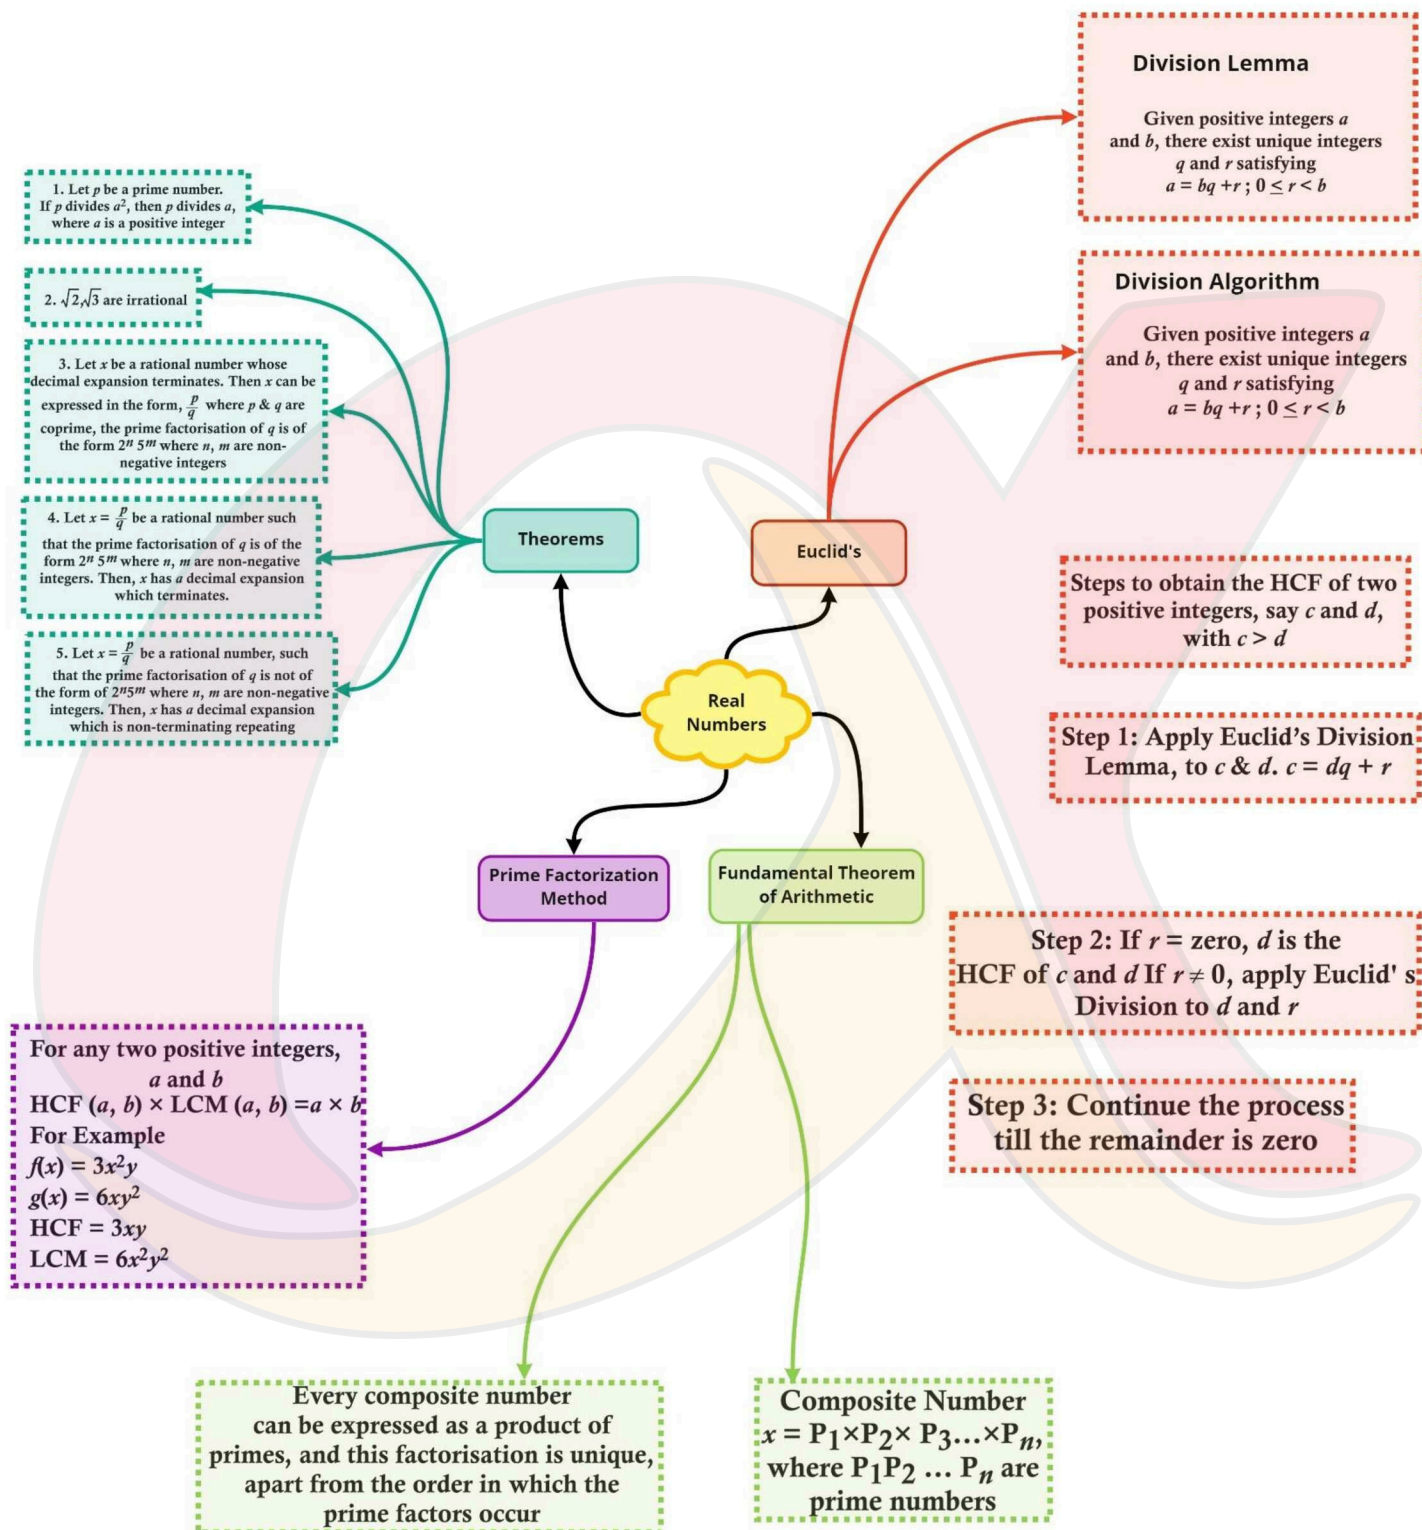 Division Lemma
Given positive integers a
and b, there exist unique integers
q and r satisfying
a = bq +r ; 0 ≤ r < b
Division Algorithm
Given positive integers a
and b, there exist unique integers
q and r satisfying
a = bq +r ; 0 ≤ r < b
1. Let p be a prime number.
If p divides a², then p divides a,
where a is a positive integer
2. √2,√3 are irrational
3. Let x be a rational number whose
decimal expansion terminates. Then x can be
expressed in the form, p/q where p & q are
coprime, the prime factorisation of q is of
the form 2ⁿ 5ᵐ where n, m are non-
negative integers
4. Let x = p/q be a rational number such
that the prime factorisation of q is of the
form 2ⁿ 5ᵐ where n, m are non-negative
integers. Then, x has a decimal expansion
which terminates.
5. Let x = p/q be a rational number, such
that the prime factorisation of q is not of
the form of 2ⁿ5ᵐ where n, m are non-negative
integers. Then, x has a decimal expansion
which is non-terminating repeating
Theorems
Euclid's
Steps to obtain the HCF of two
positive integers, say c and d,
with c > d
Real
Numbers
Step 1: Apply Euclid's Division
Lemma, to c & d. c = dq + r
Prime Factorization
Method
Fundamental Theorem
of Arithmetic
Step 2: If r = zero, d is the
HCF of c and d If r ≠ 0, apply Euclid' s
Division to d and r
Step 3: Continue the process
till the remainder is zero
For any two positive integers,
a and b
HCF (a, b) × LCM (a, b) =a × b
For Example
f(x) = 3x²y
g(x) = 6xy²
HCF = 3xy
LCM = 6x²y²
Every composite number
can be expressed as a product of
primes, and this factorisation is unique,
apart from the order in which the
prime factors occur
Composite Number
x = P₁×P₂× P₃…×Pₙ,
where P₁P₂ … Pₙ are
prime numbers